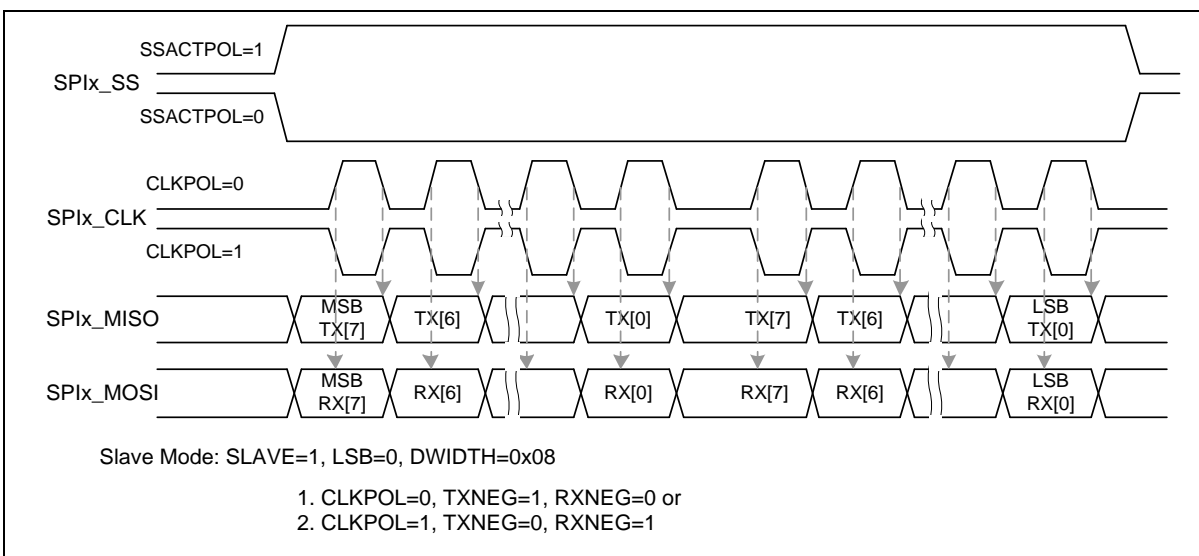 SSACTPOL=1
SPIx_SS
SSACTPOL=0
CLKPOL=0
SPIx_CLK
CLKPOL=1
SPIx_MISO
MSB
TX[7]
TX[6]
TX[0]
TX[7]
TX[6]
LSB
TX[0]
SPIx_MOSI
MSB
RX[7]
RX[6]
RX[0]
RX[7]
RX[6]
LSB
RX[0]
Slave Mode: SLAVE=1, LSB=0, DWIDTH=0x08
1. CLKPOL=0, TXNEG=1, RXNEG=0 or
2. CLKPOL=1, TXNEG=0, RXNEG=1